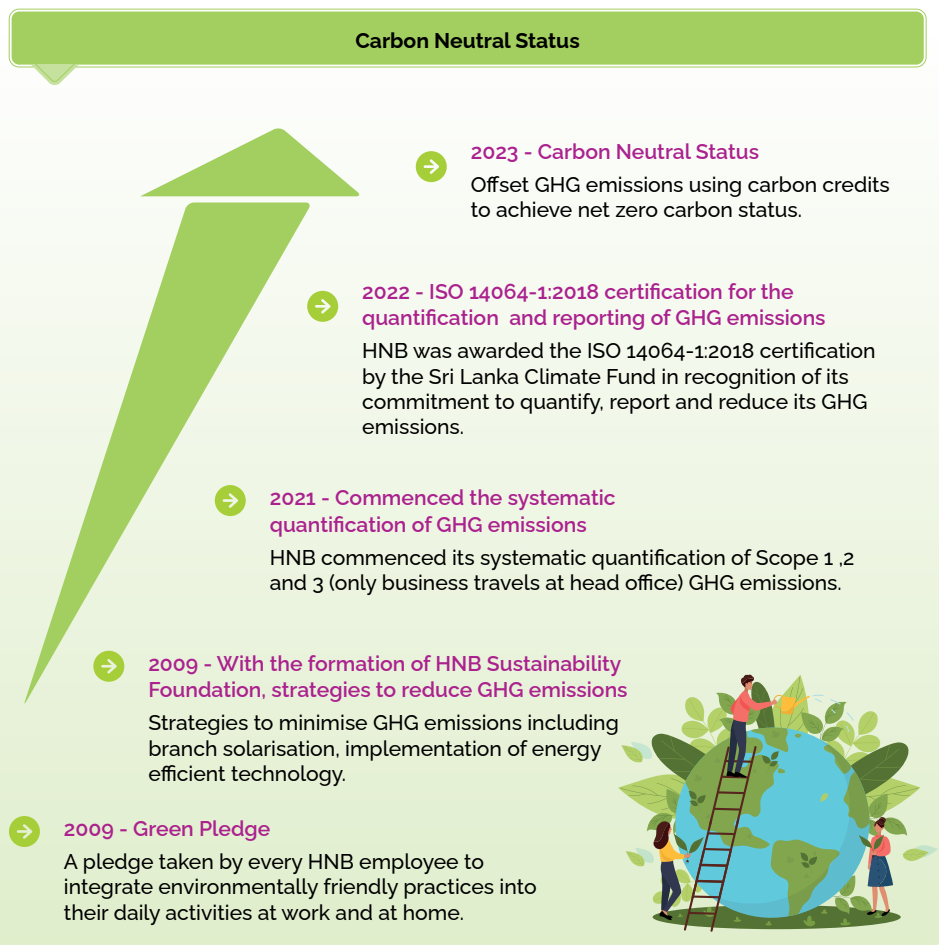 Carbon Neutral Status
2023 - Carbon Neutral Status
Offset GHG emissions using carbon credits
to achieve net zero carbon status.
2022 - ISO 14064-1:2018 certification for the
quantification  and reporting of GHG emissions
HNB was awarded the ISO 14064-1:2018 certification
by the Sri Lanka Climate Fund in recognition of its
commitment to quantify, report and reduce its GHG
emissions.
2021 - Commenced the systematic
quantification of GHG emissions
HNB commenced its systematic quantification of Scope 1 ,2
and 3 (only business travels at head office) GHG emissions.
2009 - With the formation of HNB Sustainability
Foundation, strategies to reduce GHG emissions
Strategies to minimise GHG emissions including
branch solarisation, implementation of energy
efficient technology.
2009 - Green Pledge
A pledge taken by every HNB employee to
integrate environmentally friendly practices into
their daily activities at work and at home.